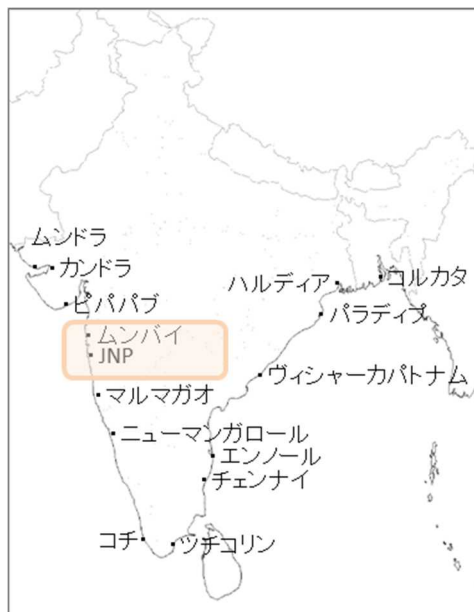 ムンドラ
カンドラ
ピパパブ
ムンバイ
JNP
マルマガオ
ニューマンガロール
コチ
ツチコリン
チェンナイ
エンノール
ヴィシャーカパトナム
パラディプ
ハルディア
コルカタ